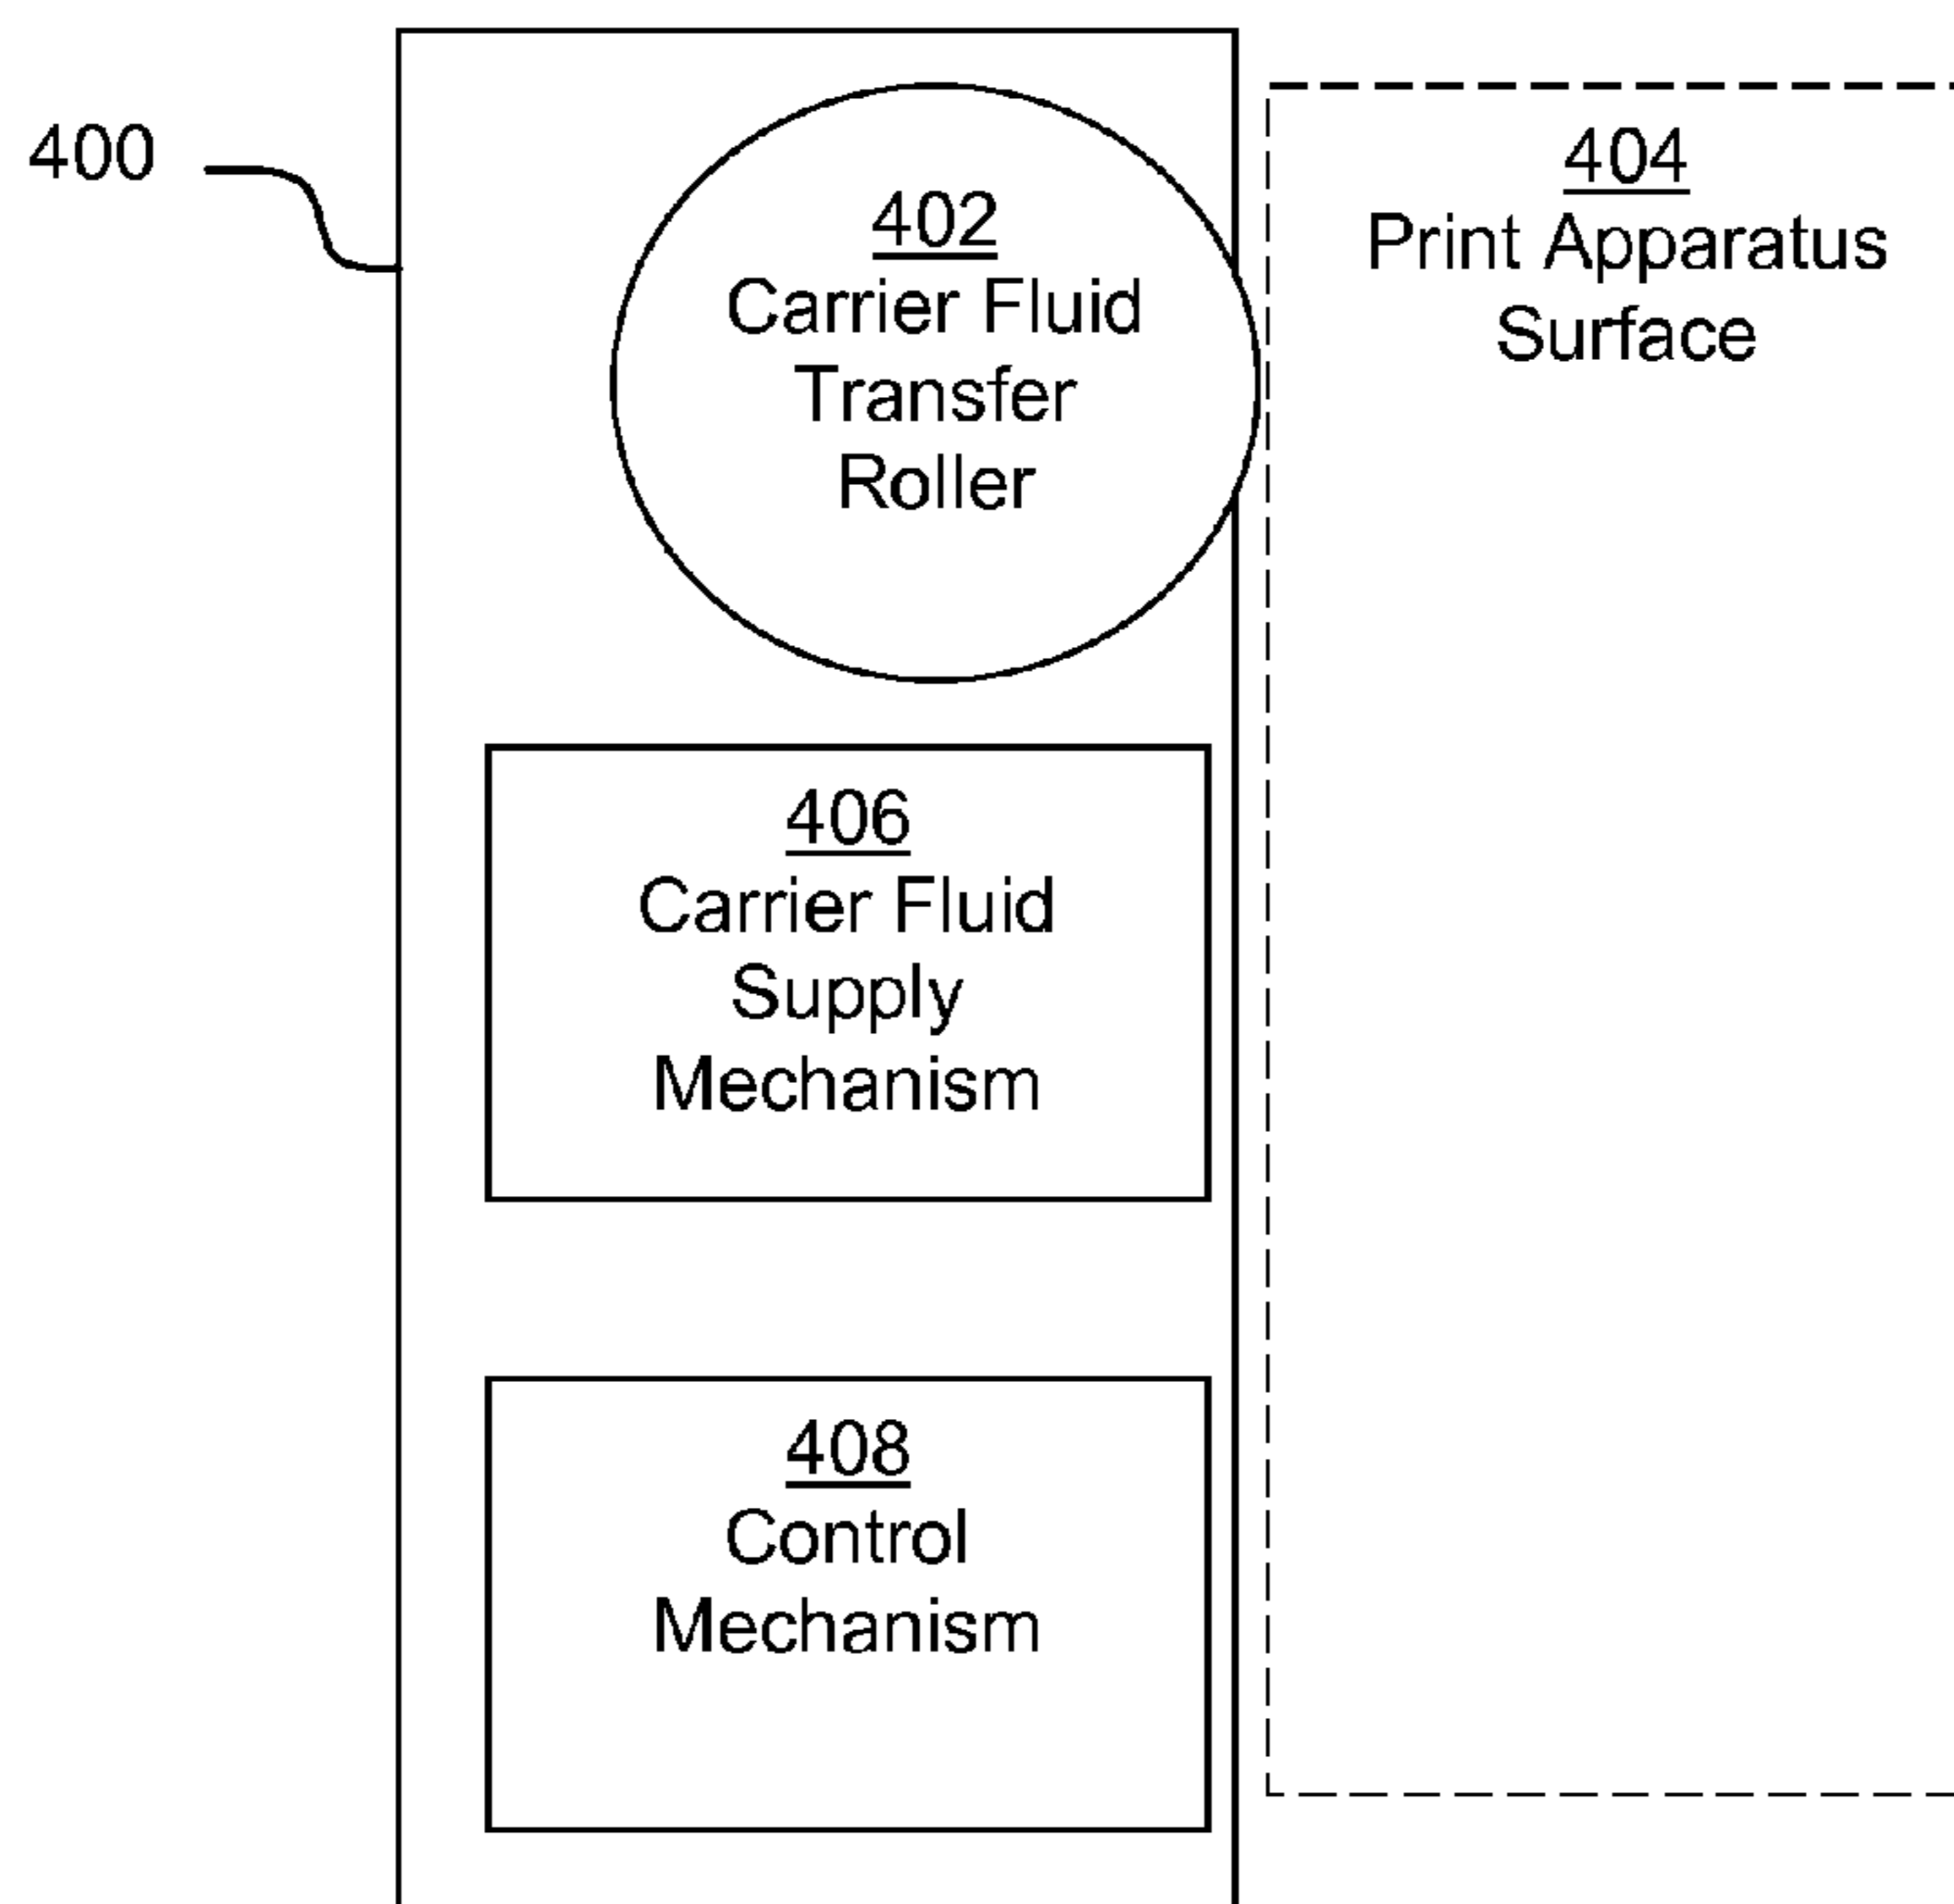 400
402
Carrier Fluid
Transfer
Roller
404
Print Apparatus
Surface
406
Carrier Fluid
Supply
Mechanism
408
Control
Mechanism